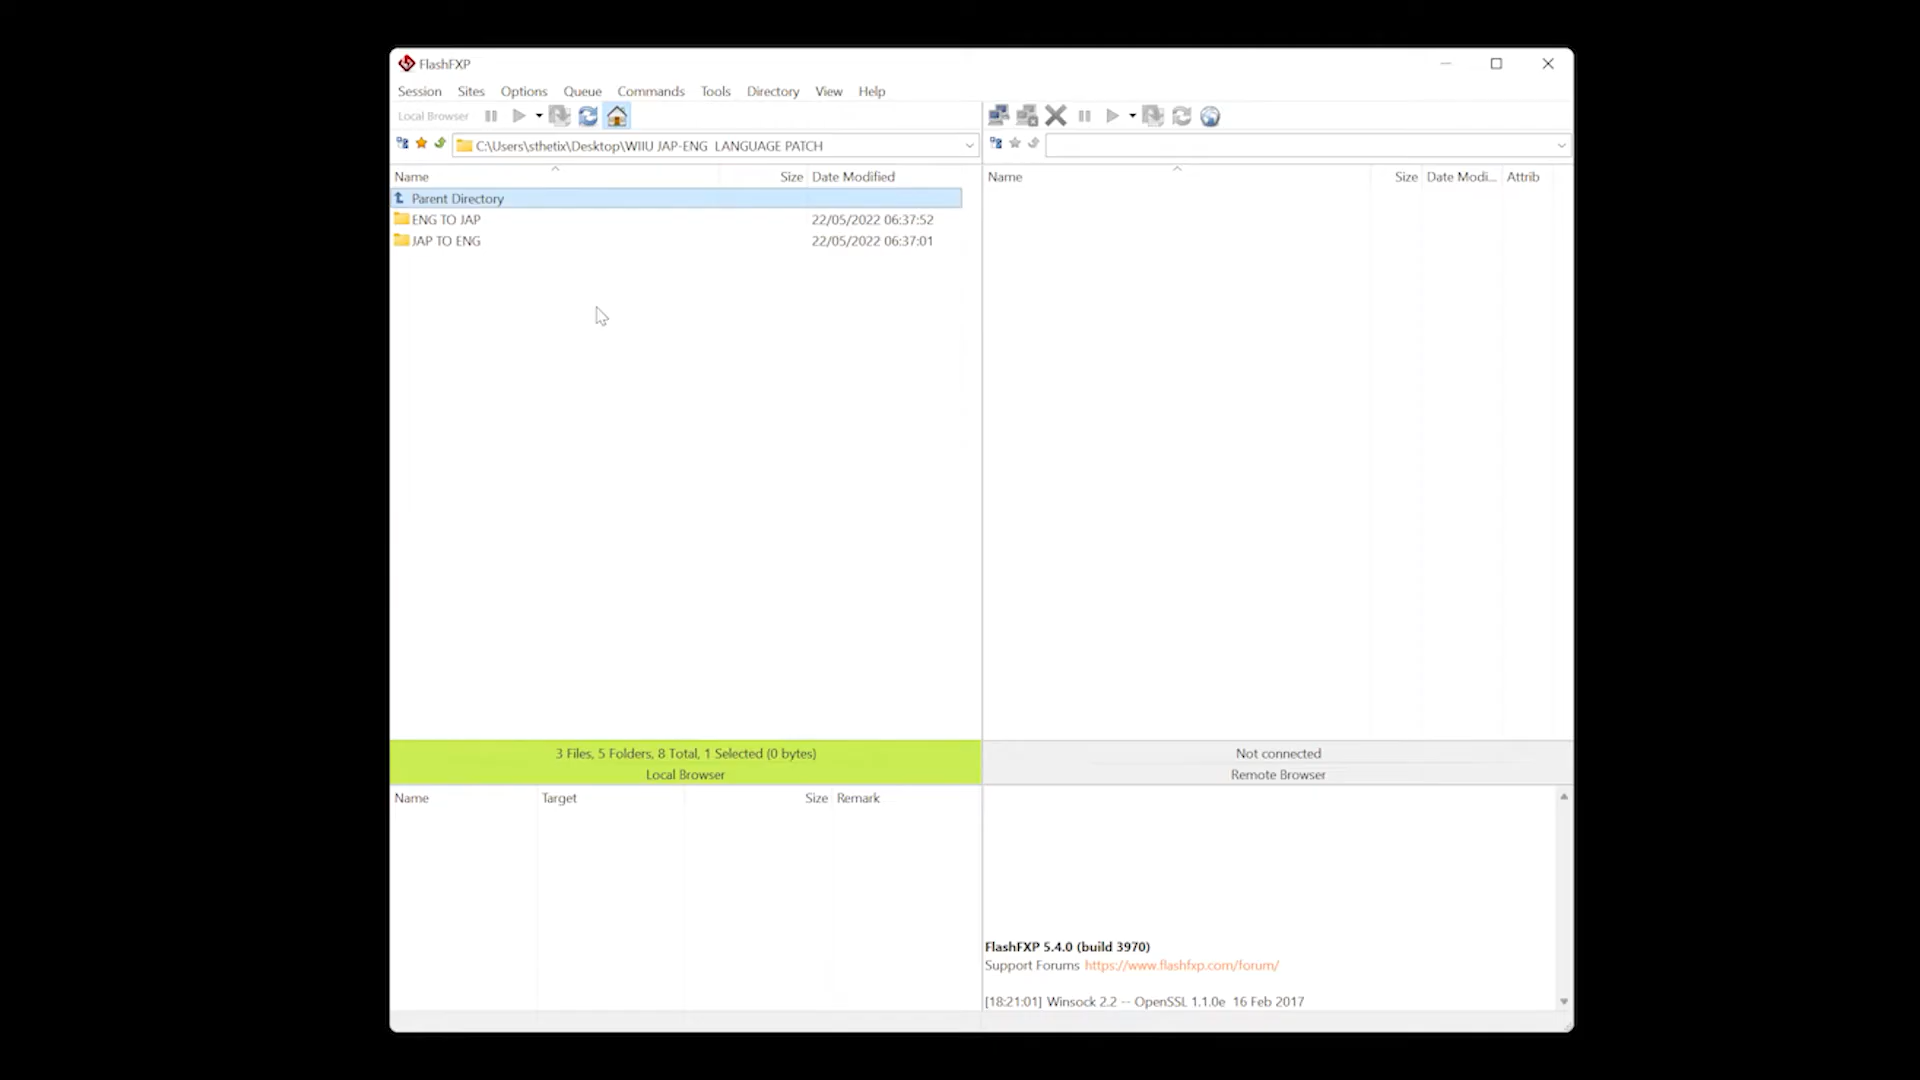 FlashFXP
Session Sites Options Queue Commands Tools Directory View Help
Local Browser
C:\Users\sthetix\Desktop\WIIU JAP-ENG  LANGUAGE PATCH
Name Size Date Modified
Name Size Date Modi... Attrib
Parent Directory
ENG TO JAP 22/05/2022 06:37:52
JAP TO ENG 22/05/2022 06:37:01
3 Files, 5 Folders, 8 Total, 1 Selected (0 bytes)
Local Browser
Not connected
Remote Browser
Name Target Size Remark
FlashFXP 5.4.0 (build 3970)
Support Forums https://www.flashfxp.com/forum/
[18:21:01] Winsock 2.2 -- OpenSSL 1.1.0e  16 Feb 2017